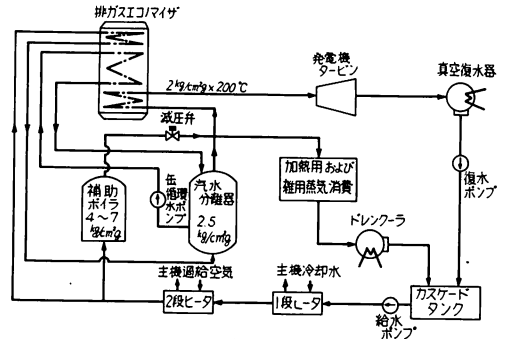 排ガスエコノマイザ
2kg/cm²g×200℃
発電機
タービン
真空復水器
減圧弁
加熱用および
雑用蒸気消費
補助
ボイラ
4～7
kg/cm²g
缶水循環ポンプ
汽水
分離器
2.5
kg/cm²g
復水
ポンプ
ドレンクーラ
主機過給空気
主機冷却水
2段ヒータ
1段ヒータ
給水
ポンプ
カスケード
タンク